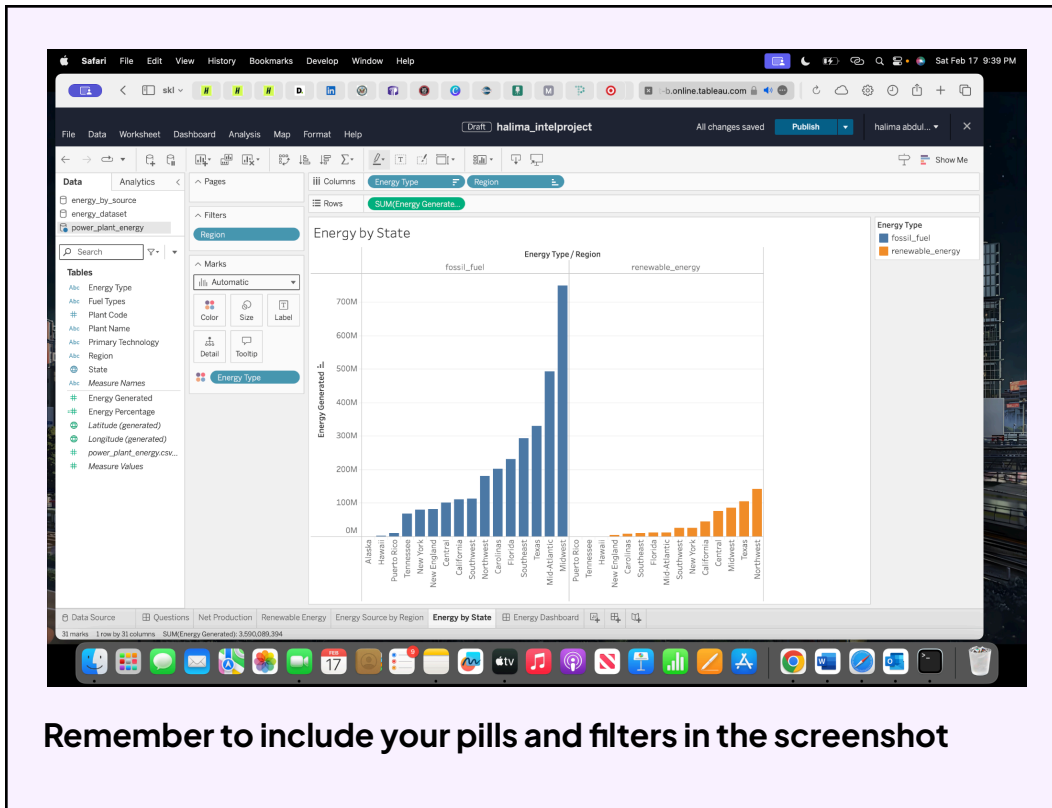 Safari File Edit View History Bookmarks Develop Window Help
Sat Feb 17 9:39 PM
skl
-b.online.tableau.com
File Data Worksheet Dashboard Analysis Map Format Help
Draft halima_intelproject
All changes saved
Publish
halima abdul...
Show Me
Data Analytics
energy_by_source
energy_dataset
power_plant_energy
Search
Tables
Abc Energy Type
Abc Fuel Types
# Plant Code
Abc Plant Name
Abc Primary Technology
Abc Region
State
Abc Measure Names
# Energy Generated
=# Energy Percentage
Latitude (generated)
Longitude (generated)
# power_plant_energy.csv...
# Measure Values
Pages
Filters
Region
Marks
Automatic
Color Size Label
Detail Tooltip
Energy Type
Columns Energy Type Region
Rows SUM(Energy Generate...
Energy by State
Energy Type / Region
fossil_fuel renewable_energy
Energy Generated
700M
600M
500M
400M
300M
200M
100M
0M
Alaska
Hawaii
Puerto Rico
Tennessee
New York
New England
Central
California
Southwest
Northwest
Carolinas
Florida
Southeast
Texas
Mid-Atlantic
Midwest
Puerto Rico
Tennessee
Hawaii
New England
Carolinas
Southeast
Florida
Mid-Atlantic
Southwest
New York
California
Central
Midwest
Texas
Northwest
Energy Type
fossil_fuel
renewable_energy
Data Source Questions Net Production Renewable Energy Energy Source by Region Energy by State Energy Dashboard
31 marks 1 row by 31 columns SUM(Energy Generated): 3,590,089,394
FEB
17
9
tv
Remember to include your pills and filters in the screenshot